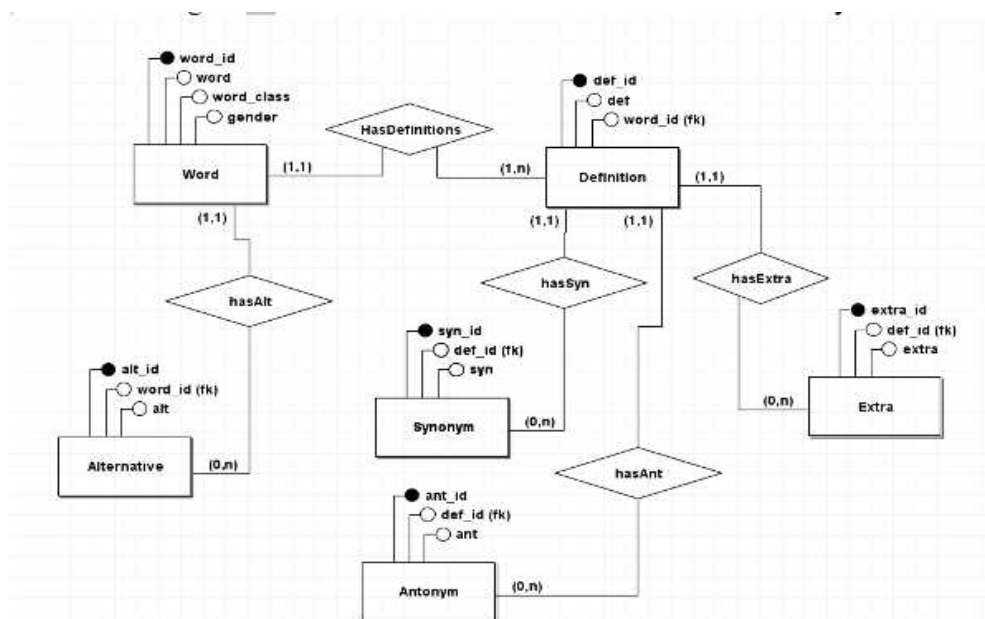 word_id
word
word_class
gender
Word
(1,1)
(1,1)
HasDefinitions
(1,n)
def_id
def
word_id (fk)
Definition
(1,1)
(1,1)
(1,1)
hasAlt
hasSyn
hasExtra
alt_id
word_id (fk)
alt
Alternative
(0,n)
syn_id
def_id (fk)
syn
Synonym
(0,n)
extra_id
def_id (fk)
extra
Extra
(0,n)
hasAnt
ant_id
def_id (fk)
ant
Antonym
(0,n)